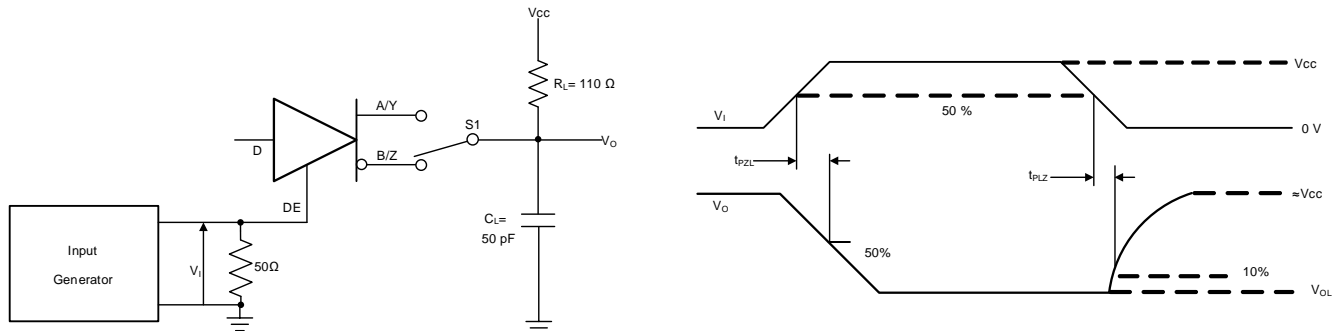 Vcc
RL= 110 Ω
A/Y
S1
VO
D
B/Z
DE
CL=
50 pF
Input
Generator
VI
50Ω
Vcc
VI
50 %
0 V
tPZL
tPLZ
VO
≈Vcc
50%
10%
VOL